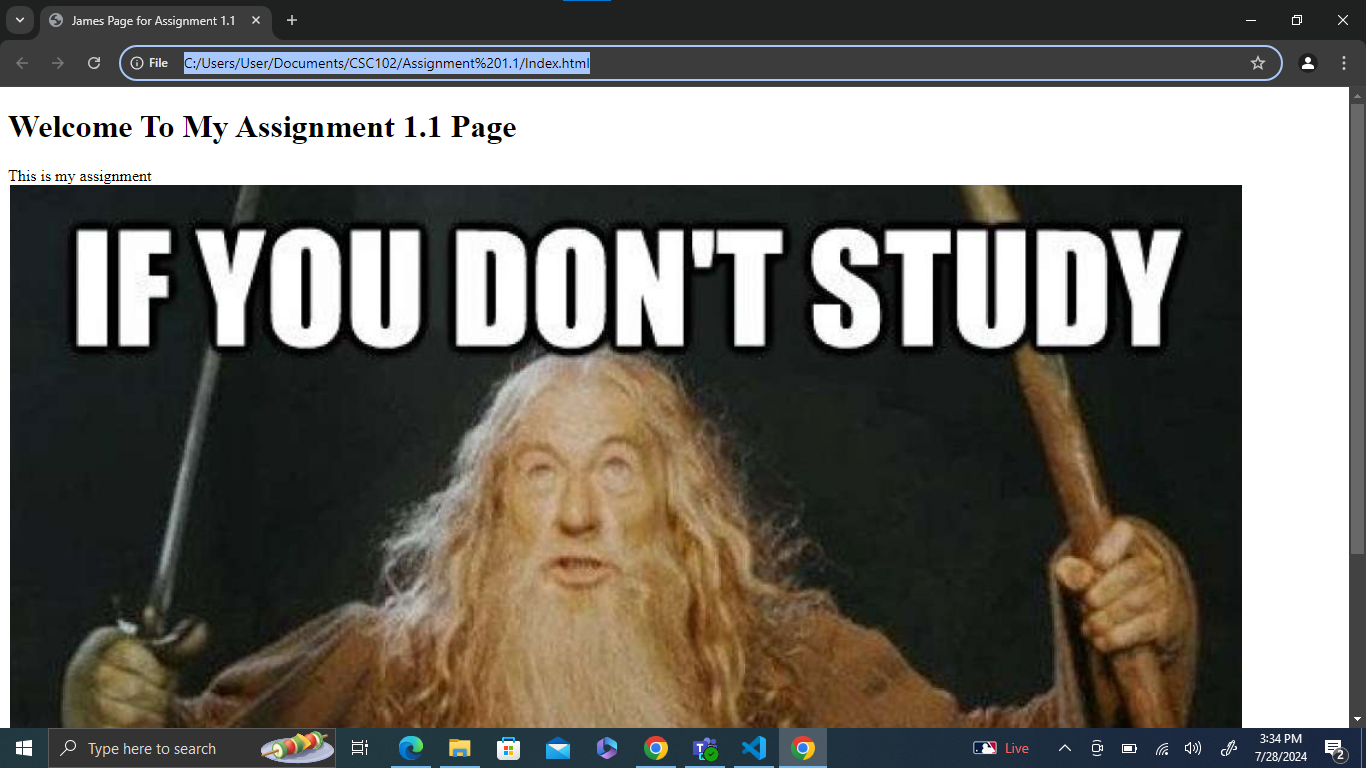 James Page for Assignment 1.1
File
C:/Users/User/Documents/CSC102/Assignment%201.1/Index.html
Welcome To My Assignment 1.1 Page
This is my assignment
IF YOU DON'T STUDY
Type here to search
Live
3:34 PM
7/28/2024
2